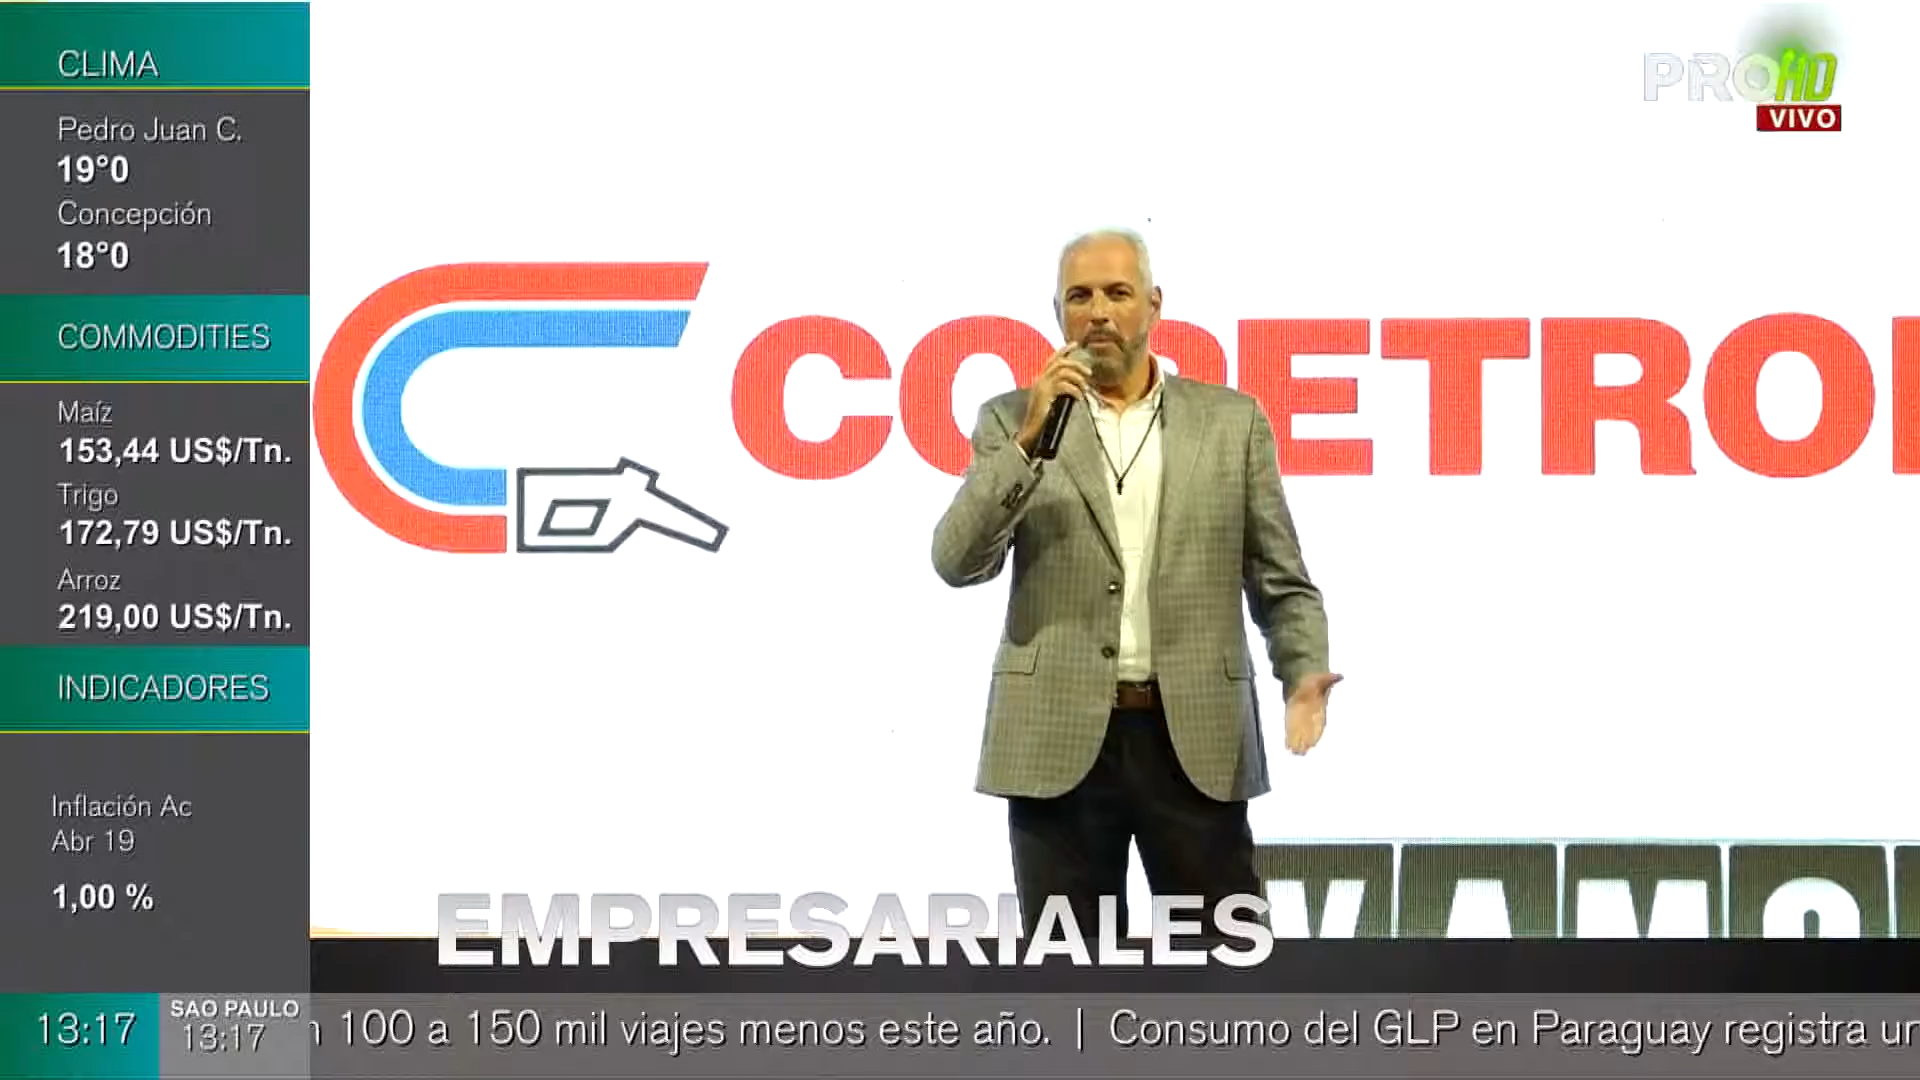 CLIMA
Pedro Juan C.
19°0
Concepción
18°0
COMMODITIES
Maíz
153,44 US$/Tn.
Trigo
172,79 US$/Tn.
Arroz
219,00 US$/Tn.
INDICADORES
Inflación Ac
Abr 19
1,00 %
PRO HD
VIVO
EMPRESARIALES
13:17
SAO PAULO
13:17
100 a 150 mil viajes menos este año. | Consumo del GLP en Paraguay registra un